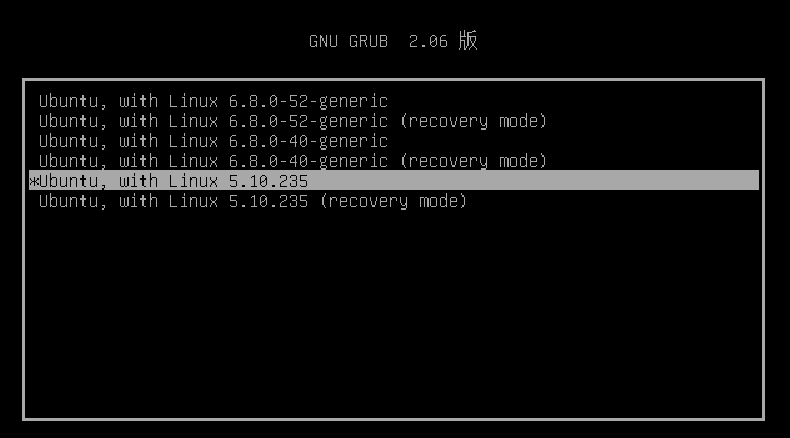 GNU GRUB 2.06 版
Ubuntu, with Linux 6.8.0-52-generic
Ubuntu, with Linux 6.8.0-52-generic (recovery mode)
Ubuntu, with Linux 6.8.0-40-generic
Ubuntu, with Linux 6.8.0-40-generic (recovery mode)
*Ubuntu, with Linux 5.10.235
Ubuntu, with Linux 5.10.235 (recovery mode)